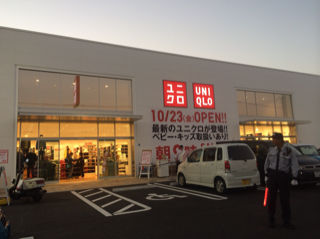 ユニ
クロ
UNI
QLO
10/23(金)OPEN!!
最新のユニクロが登場!!
ベビー・キッズ取扱いあり!!
朝